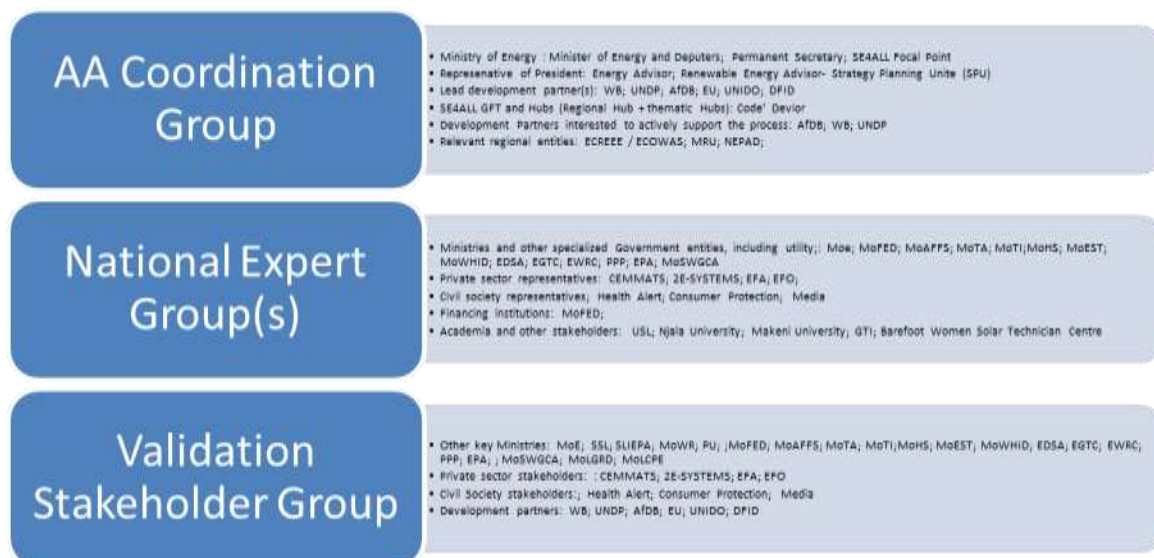 AA Coordination
Group
• Ministry of Energy : Minister of Energy and Deputers; Permanent Secretary; SE4ALL Focal Point
• Represenative of President: Energy Advisor; Renewable Energy Advisor- Strategy Planning Unite (SPU)
• Lead development partner(s): WB; UNDP; AfDB; EU; UNIDO; DFID
• SE4ALL GFT and Hubs (Regional Hub + thematic Hubs): Code' Devior
• Development Partners interested to actively support the process: AfDB; WB; UNDP
• Relevant regional entities: ECREEE / ECOWAS; MRU; NEPAD;
National Expert
Group(s)
• Ministries and other specialized Government entities, including utility;: Moe; MoFED; MoAFFS; MoTA; MoTI;MoHS; MoEST;
MoWHID; EDSA; EGTC; EWRC; PPP; EPA; MoSWGCA
• Private sector representatives: CEMMATS; 2E-SYSTEMS; EFA; EFO;
• Civil society representatives; Health Alert; Consumer Protection; Media
• Financing institutions: MoFED;
• Academia and other stakeholders: USL; Njala University; Makeni University; GTI; Barefoot Women Solar Technician Centre
Validation
Stakeholder Group
• Other key Ministries: MoE; SSL; SLIEPA; MoWR; PU; ;MoFED; MoAFFS; MoTA; MoTI;MoHS; MoEST; MoWHID; EDSA; EGTC; EWRC;
PPP; EPA; ; MoSWGCA; MoLGRD; MoLCPE
• Private sector stakeholders: : CEMMATS; 2E-SYSTEMS; EFA; EFO
• Civil Society stakeholders:; Health Alert; Consumer Protection; Media
• Development partners: WB; UNDP; AfDB; EU; UNIDO; DFID